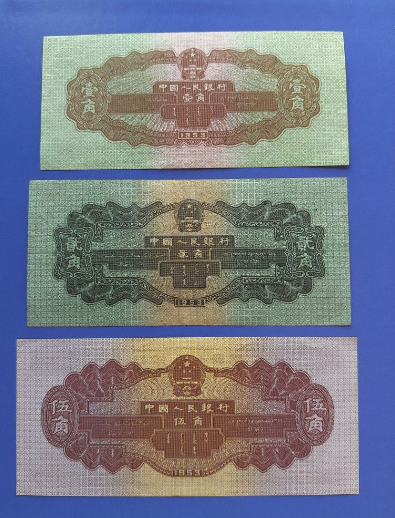 中國人民銀行
壹角 壹角 壹角
1953
中國人民銀行
貳角 貳角 貳角
1953
中國人民銀行
伍角 伍角 伍角
1953